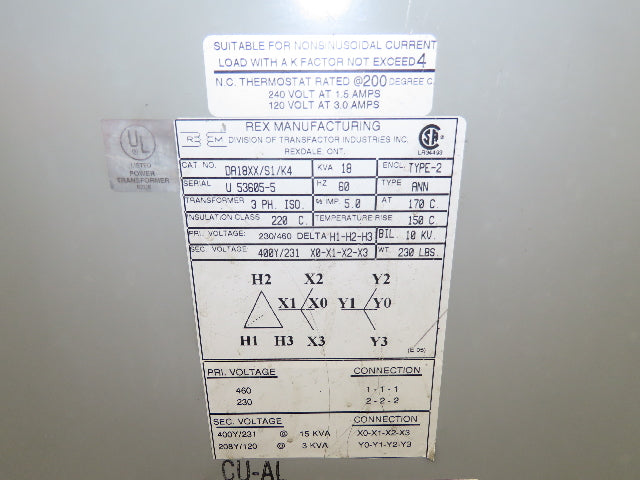 SUITABLE FOR NONSINUSOIDAL CURRENT
LOAD WITH A K FACTOR NOT EXCEED 4
N.C. THERMOSTAT RATED @200 DEGREE C.
240 VOLT AT 1.5 AMPS
120 VOLT AT 3.0 AMPS
UL
LISTED
POWER
TRANSFORMER
REX MANUFACTURING
DIVISION OF TRANSFACTOR INDUSTRIES INC.
REXDALE, ONT.
CAT NO. DA18XX/S1/K4 KVA 18 ENCL. TYPE-2
SERIAL U 53605-5 HZ 60 TYPE ANN
TRANSFORMER 3 PH. ISO. % IMP. 5.0 AT 170 C.
INSULATION CLASS 220 C. TEMPERATURE RISE 150 C.
PRI. VOLTAGE: 230/460 DELTA H1-H2-H3 BIL. 10 KV.
SEC. VOLTAGE: 400Y/231 X0-X1-X2-X3 WT. 230 LBS.
H2 X2 Y2
X1 X0 Y1 Y0
H1 H3 X3 Y3
PRI. VOLTAGE CONNECTION
460 1-1-1
230 2-2-2
SEC. VOLTAGE CONNECTION
400Y/231 @ 15 KVA X0-X1-X2-X3
208Y/120 @ 3 KVA Y0-Y1-Y2-Y3
CU-AL